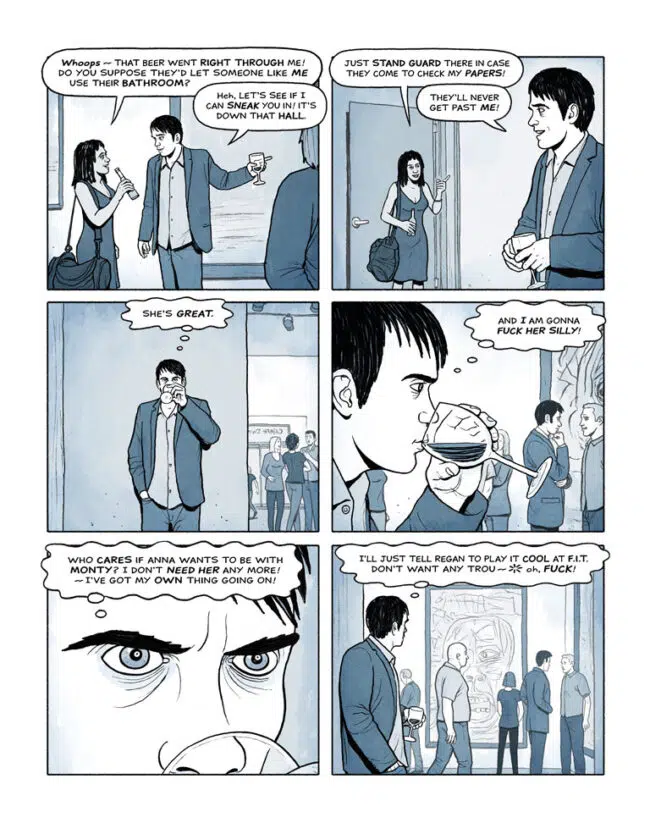 Whoops – THAT BEER WENT RIGHT THROUGH ME!
DO YOU SUPPOSE THEY'D LET SOMEONE LIKE ME
USE THEIR BATHROOM?
Heh, LET'S SEE IF I
CAN SNEAK YOU IN! IT'S
DOWN THAT HALL.
JUST STAND GUARD THERE IN CASE
THEY COME TO CHECK MY PAPERS!
THEY'LL NEVER
GET PAST ME!
SHE'S GREAT.
AND I AM GONNA
FUCK HER SILLY!
WHO CARES IF ANNA WANTS TO BE WITH
MONTY? I DON'T NEED HER ANY MORE!
– I'VE GOT MY OWN THING GOING ON!
I'LL JUST TELL REGAN TO PLAY IT COOL AT F.I.T.
DON'T WANT ANY TROU – oh, FUCK!